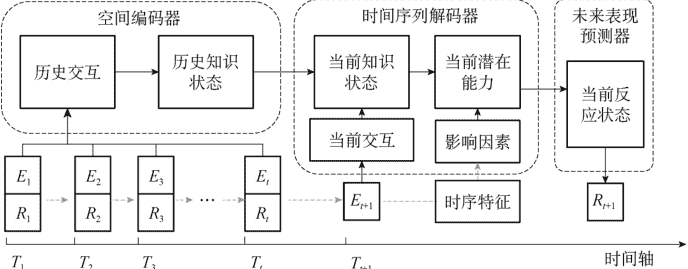 空间编码器
时间序列解码器
未来表现
预测器
历史交互
历史知识
状态
当前知识
状态
当前潜在
能力
当前反
应状态
当前交互
影响因素
E1 E2 E3 … Et
R1 R2 R3 Rt
Et+1
时序特征
Rt+1
T1 T2 T3 Tt Tt+1
时间轴